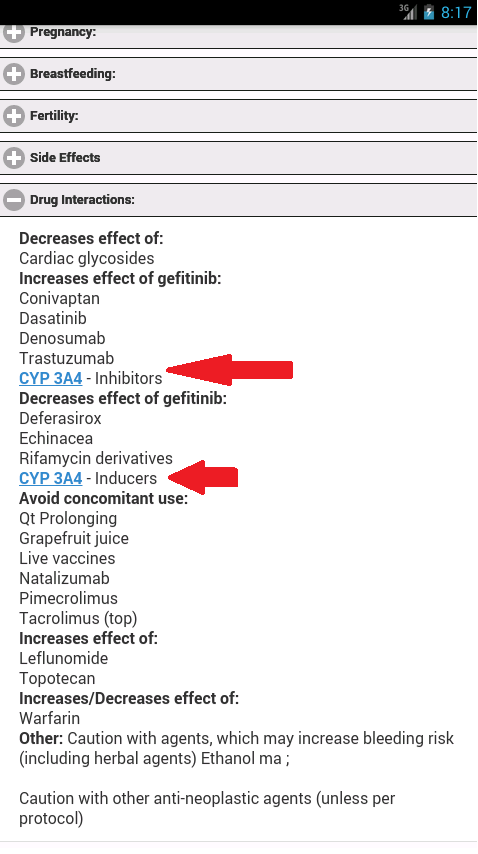 3G 8:17
Pregnancy:
Breastfeeding:
Fertility:
Side Effects
Drug Interactions:
Decreases effect of:
Cardiac glycosides
Increases effect of gefitinib:
Conivaptan
Dasatinib
Denosumab
Trastuzumab
CYP 3A4 - Inhibitors
Decreases effect of gefitinib:
Deferasirox
Echinacea
Rifamycin derivatives
CYP 3A4 - Inducers
Avoid concomitant use:
Qt Prolonging
Grapefruit juice
Live vaccines
Natalizumab
Pimecrolimus
Tacrolimus (top)
Increases effect of:
Leflunomide
Topotecan
Increases/Decreases effect of:
Warfarin
Other: Caution with agents, which may increase bleeding risk
(including herbal agents) Ethanol ma ;
Caution with other anti-neoplastic agents (unless per
protocol)